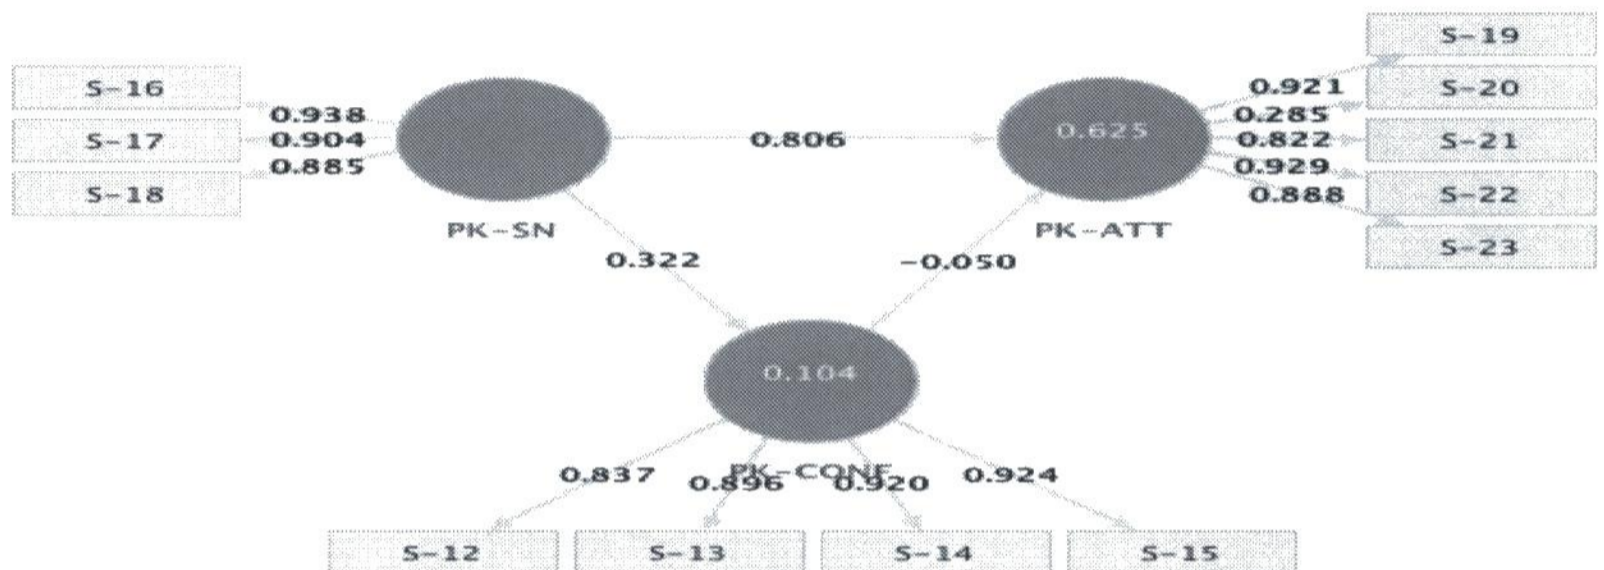 S-19
S-16
0.921
S-20
0.938
0.285
S-17
0.904
0.806
0.625
0.822
S-21
0.885
0.929
S-18
0.888
S-22
PK-SN
PK-ATT
S-23
0.322
-0.050
0.104
0.837
0.896
PK-CONF
0.920
0.924
S-12
S-13
S-14
S-15